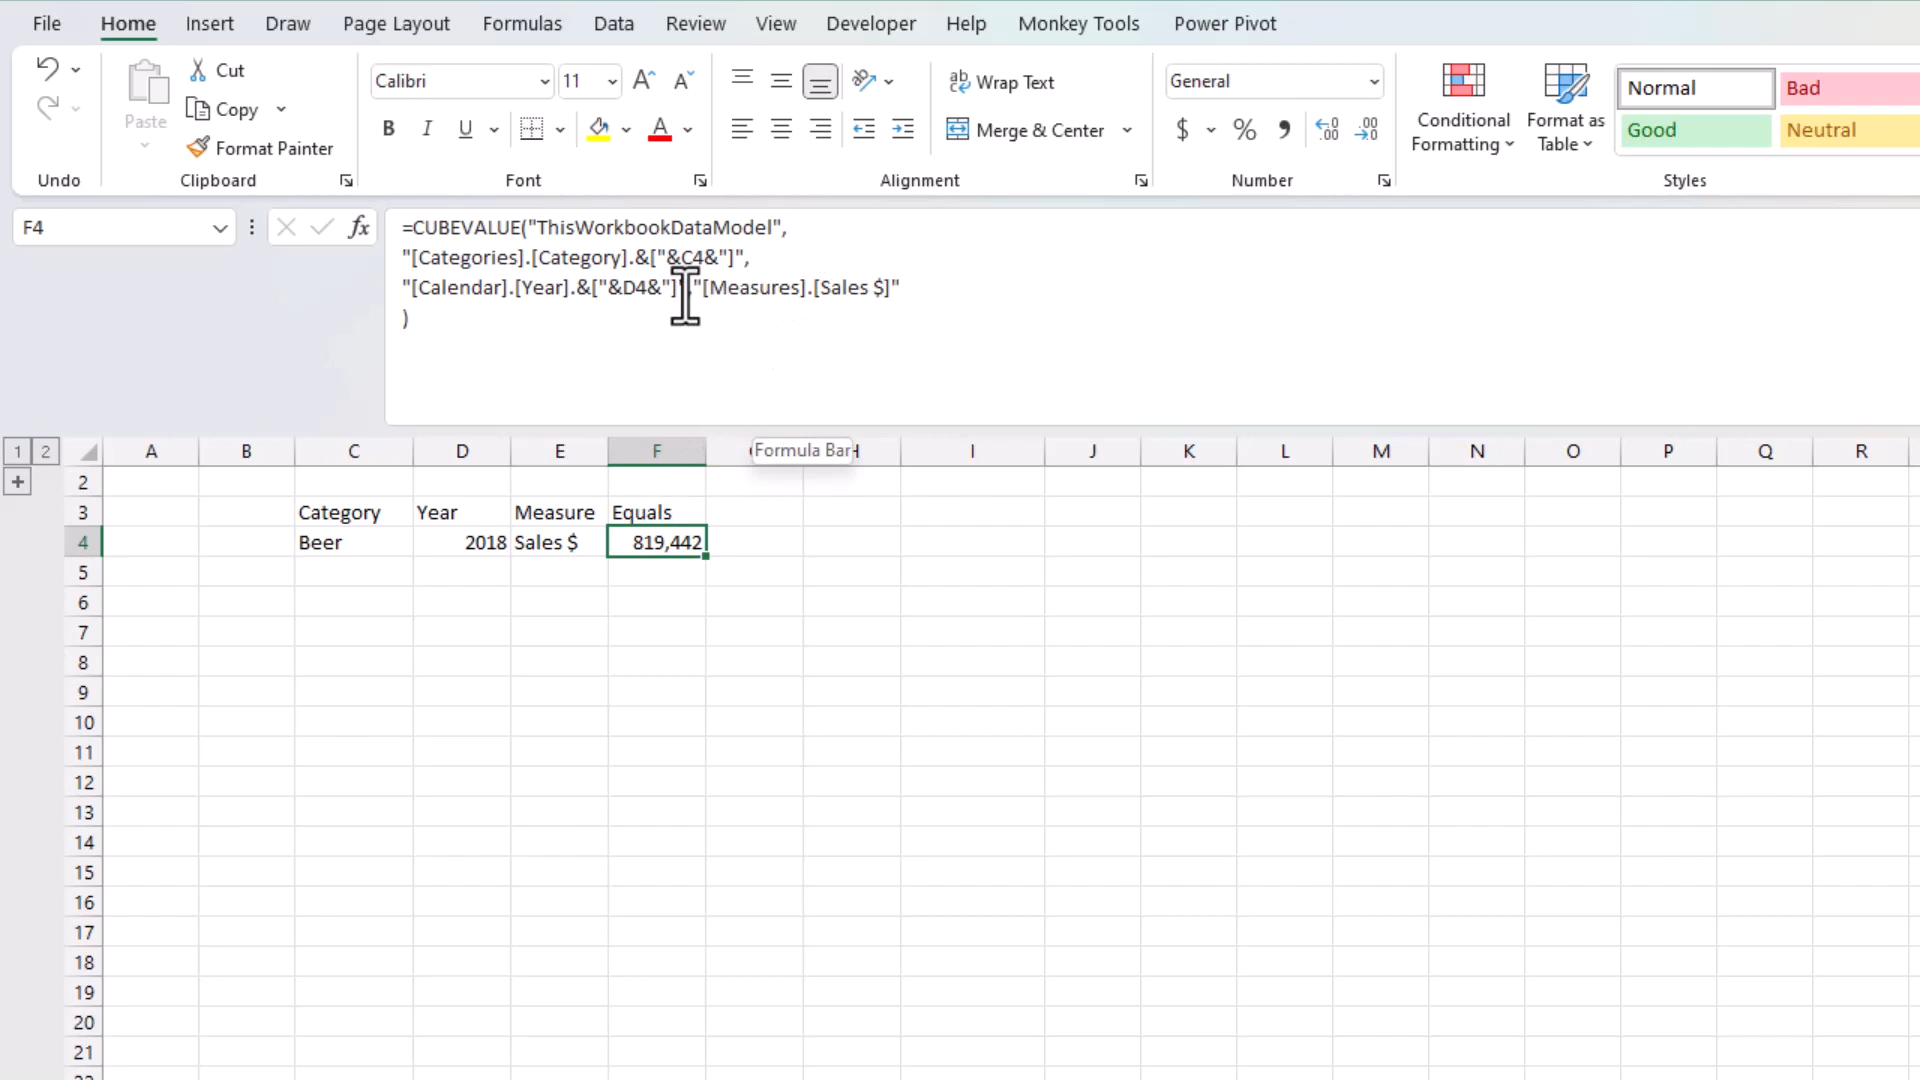 File Home Insert Draw Page Layout Formulas Data Review View Developer Help Monkey Tools Power Pivot
Cut
Copy
Paste
Format Painter
Calibri 11
B I U
Wrap Text
Merge & Center
General
$ %
Conditional Formatting
Format as Table
Normal Bad
Good Neutral
Undo Clipboard Font Alignment Number Styles
F4
fx
=CUBEVALUE("ThisWorkbookDataModel",
"[Categories].[Category].&["&C4&"]",
"[Calendar].[Year].&["&D4&"]","[Measures].[Sales $]"
)
1 2
A B C D E F H I J K L M N O P Q R
Formula Bar
2
3 Category Year Measure Equals
4 Beer 2018 Sales $ 819,442
5
6
7
8
9
10
11
12
13
14
15
16
17
18
19
20
21